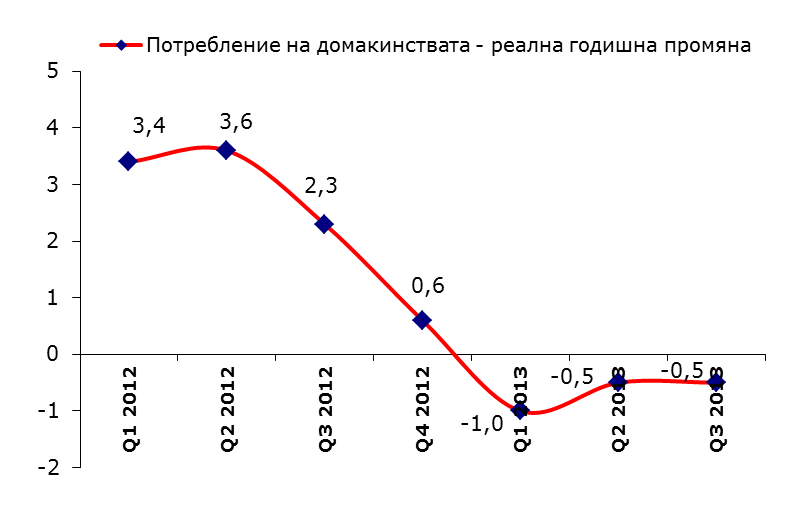 Потребление на домакинствата - реална годишна промяна
5
4
3
2
1
0
-1
-2
3,4
3,6
2,3
0,6
-1,0
-0,5
-0,5
Q1 2012
Q2 2012
Q3 2012
Q4 2012
Q1 2013
Q2 2013
Q3 2013